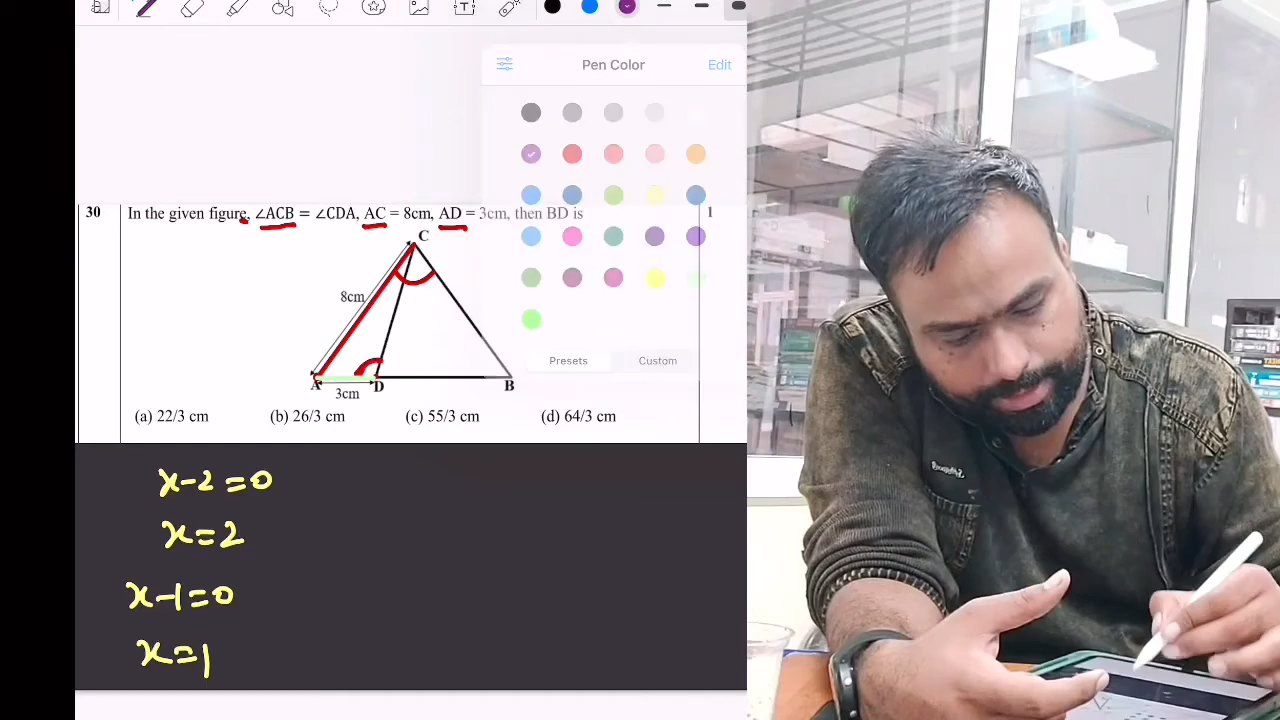 Pen Color
Edit
30 In the given figure, ∠ACB = ∠CDA, AC = 8cm, AD = 3cm, then BD is 1
C
8cm
A D B
3cm
(a) 22/3 cm (b) 26/3 cm (c) 55/3 cm (d) 64/3 cm
Presets Custom
x-2=0
x=2
x-1=0
x=1